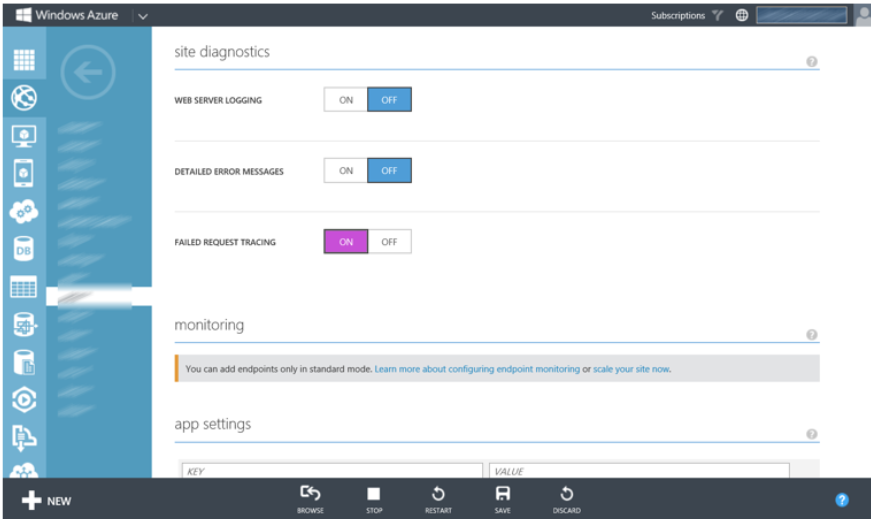 Windows Azure
Subscriptions
site diagnostics
WEB SERVER LOGGING ON OFF
DETAILED ERROR MESSAGES ON OFF
FAILED REQUEST TRACING ON OFF
monitoring
You can add endpoints only in standard mode. Learn more about configuring endpoint monitoring or scale your site now.
app settings
KEY VALUE
DB
NEW
BROWSE STOP RESTART SAVE DISCARD